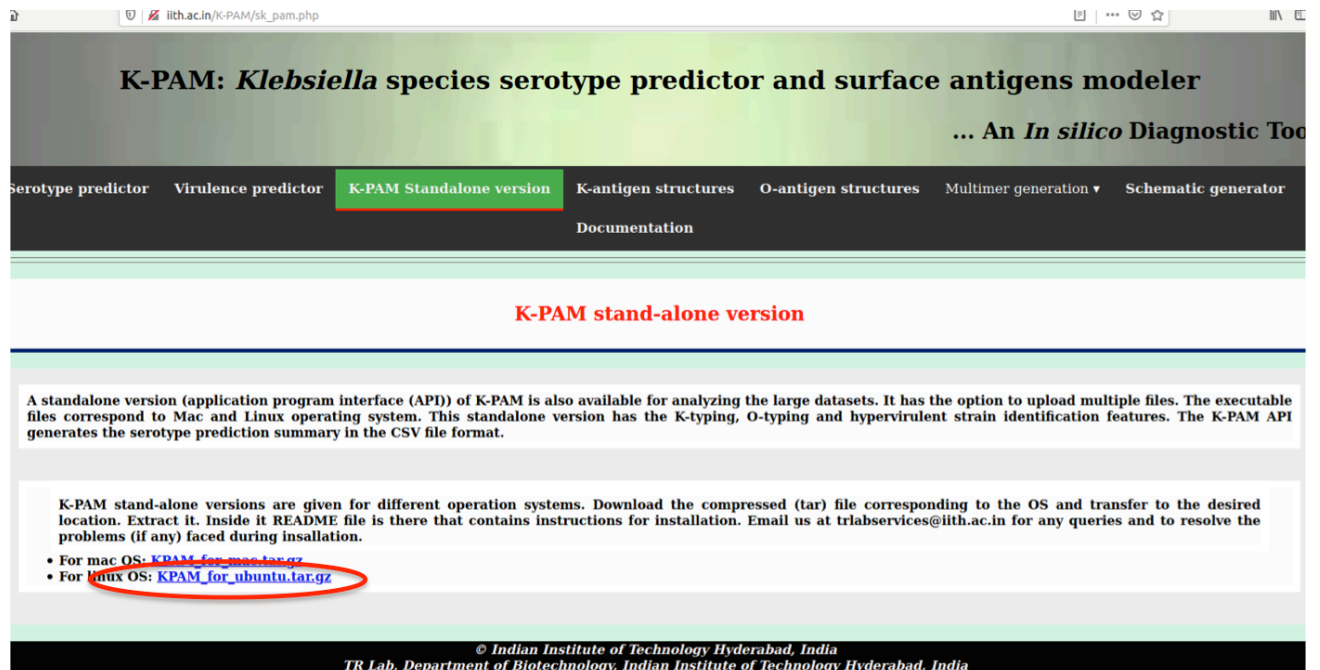 iith.ac.in/K-PAM/sk_pam.php
K-PAM: Klebsiella species serotype predictor and surface antigens modeler
... An In silico Diagnostic Too
Serotype predictor Virulence predictor K-PAM Standalone version K-antigen structures O-antigen structures Multimer generation ▾ Schematic generator
Documentation
K-PAM stand-alone version
A standalone version (application program interface (API)) of K-PAM is also available for analyzing the large datasets. It has the option to upload multiple files. The executable
files correspond to Mac and Linux operating system. This standalone version has the K-typing, O-typing and hypervirulent strain identification features. The K-PAM API
generates the serotype prediction summary in the CSV file format.
K-PAM stand-alone versions are given for different operation systems. Download the compressed (tar) file corresponding to the OS and transfer to the desired
location. Extract it. Inside it README file is there that contains instructions for installation. Email us at trlabservices@iith.ac.in for any queries and to resolve the
problems (if any) faced during insallation.
• For mac OS: KPAM_for_mac.tar.gz
• For linux OS: KPAM_for_ubuntu.tar.gz
© Indian Institute of Technology Hyderabad, India
TR Lab, Department of Biotechnology, Indian Institute of Technology Hyderabad, India